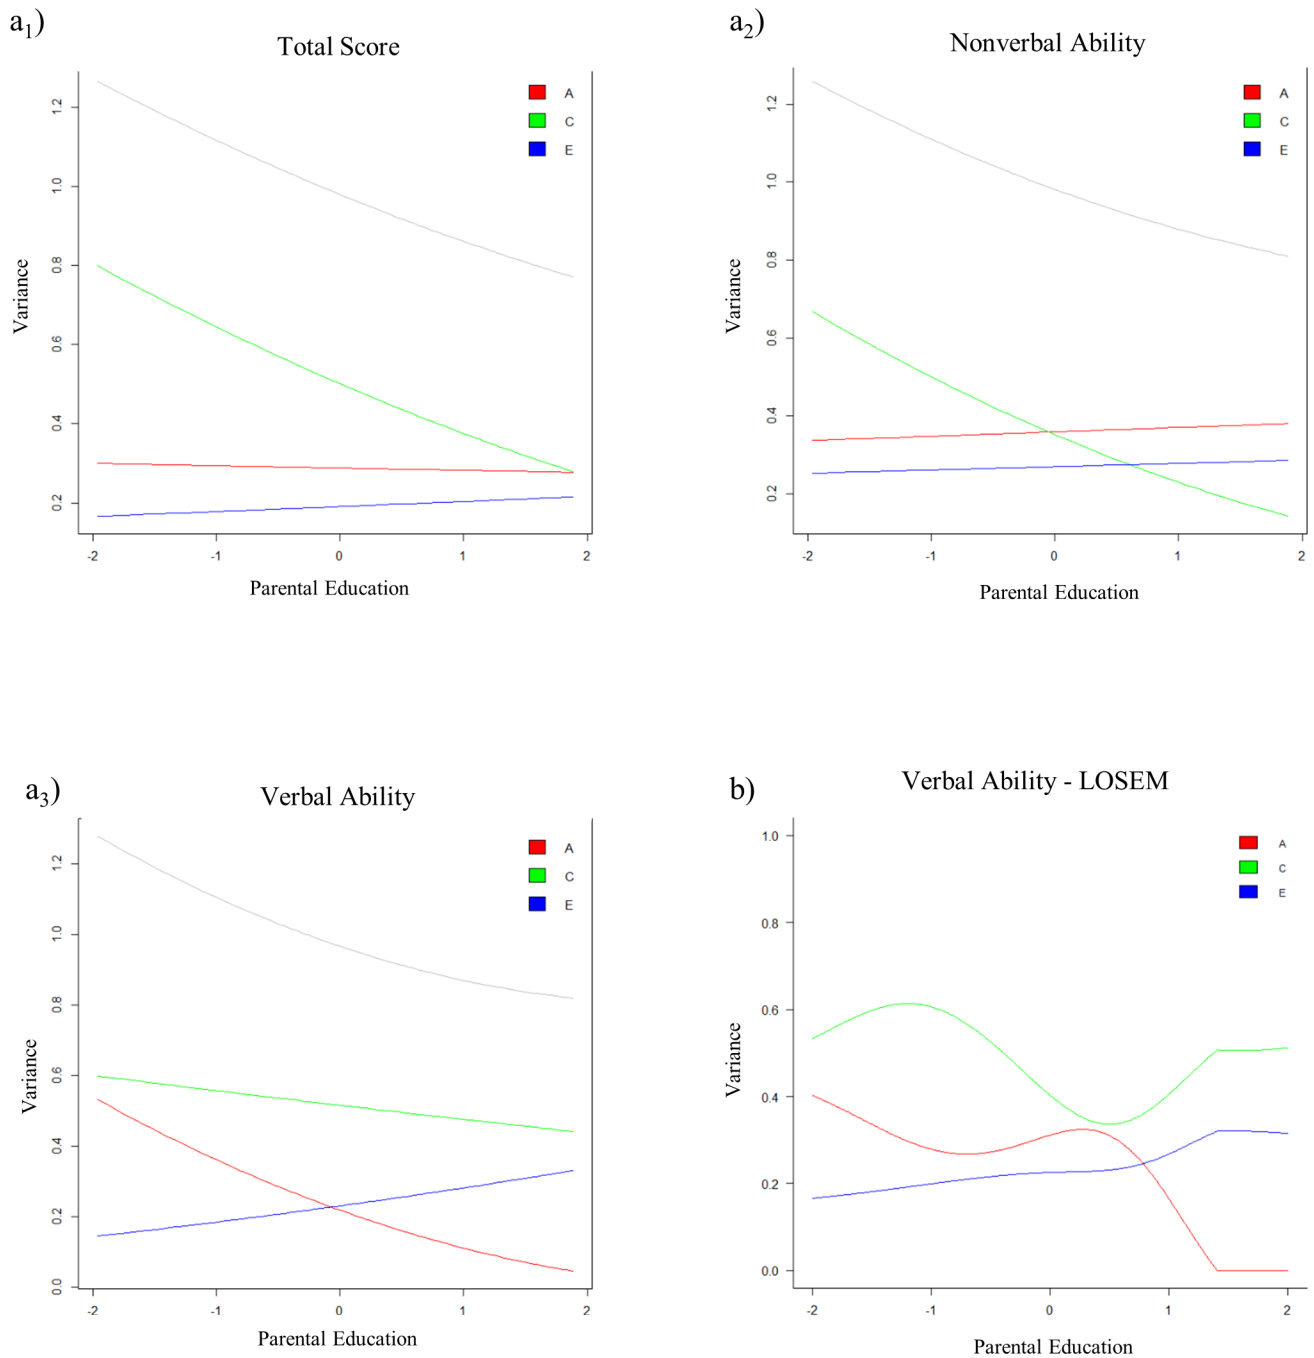 a1)
Total Score
A
C
E
Variance
1.2
1.0
0.8
0.6
0.4
0.2
-2 -1 0 1 2
Parental Education
a2)
Nonverbal Ability
A
C
E
Variance
1.2
1.0
0.8
0.6
0.4
0.2
-2 -1 0 1 2
Parental Education
a3)
Verbal Ability
A
C
E
Variance
1.2
1.0
0.8
0.6
0.4
0.2
0.0
-2 -1 0 1 2
Parental Education
b)
Verbal Ability - LOSEM
A
C
E
Variance
1.0
0.8
0.6
0.4
0.2
0.0
-2 -1 0 1 2
Parental Education